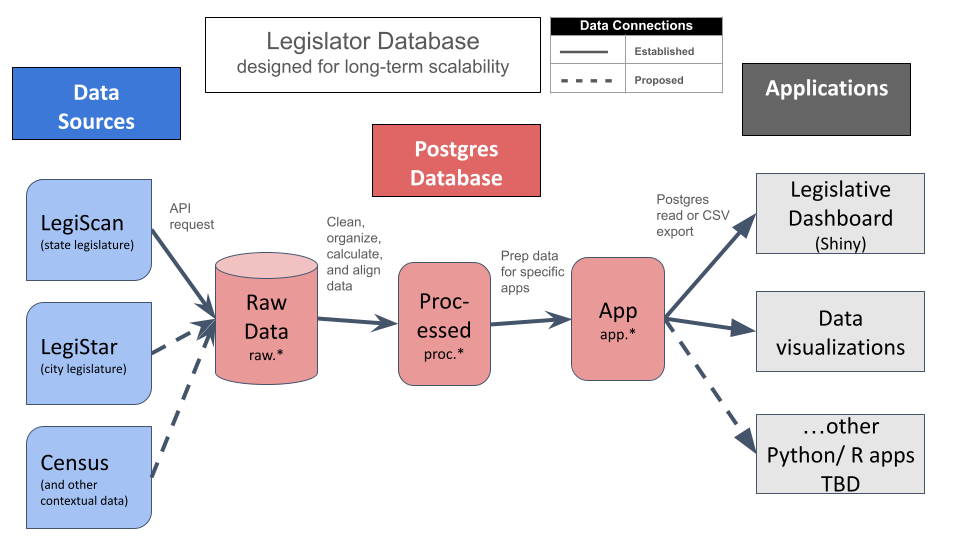 Legislator Database
designed for long-term scalability
Data Connections
Established
Proposed
Data
Sources
Postgres
Database
Applications
LegiScan
(state legislature)
LegiStar
(city legislature)
Census
(and other
contextual data)
API
request
Raw
Data
raw.*
Clean,
organize,
calculate,
and align
data
Proc-
essed
proc.*
Prep data
for specific
apps
App
app.*
Postgres
read or CSV
export
Legislative
Dashboard
(Shiny)
Data
visualizations
…other
Python/ R apps
TBD